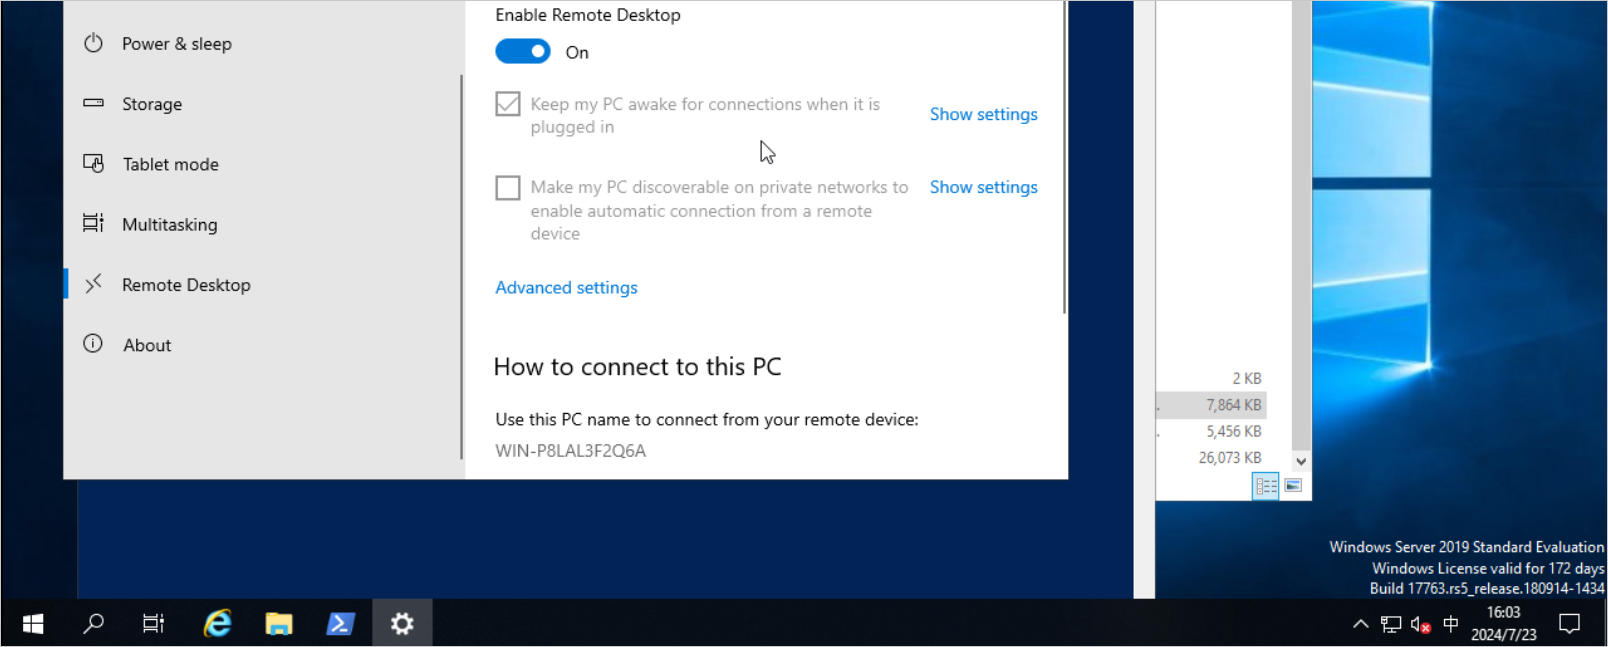 Enable Remote Desktop
On
Power & sleep
Storage
Tablet mode
Multitasking
Remote Desktop
About
Keep my PC awake for connections when it is
plugged in
Show settings
Make my PC discoverable on private networks to
enable automatic connection from a remote
device
Show settings
Advanced settings
How to connect to this PC
Use this PC name to connect from your remote device:
WIN-P8LAL3F2Q6A
2 KB
7,864 KB
5,456 KB
26,073 KB
Windows Server 2019 Standard Evaluation
Windows License valid for 172 days
Build 17763.rs5_release.180914-1434
中
16:03
2024/7/23